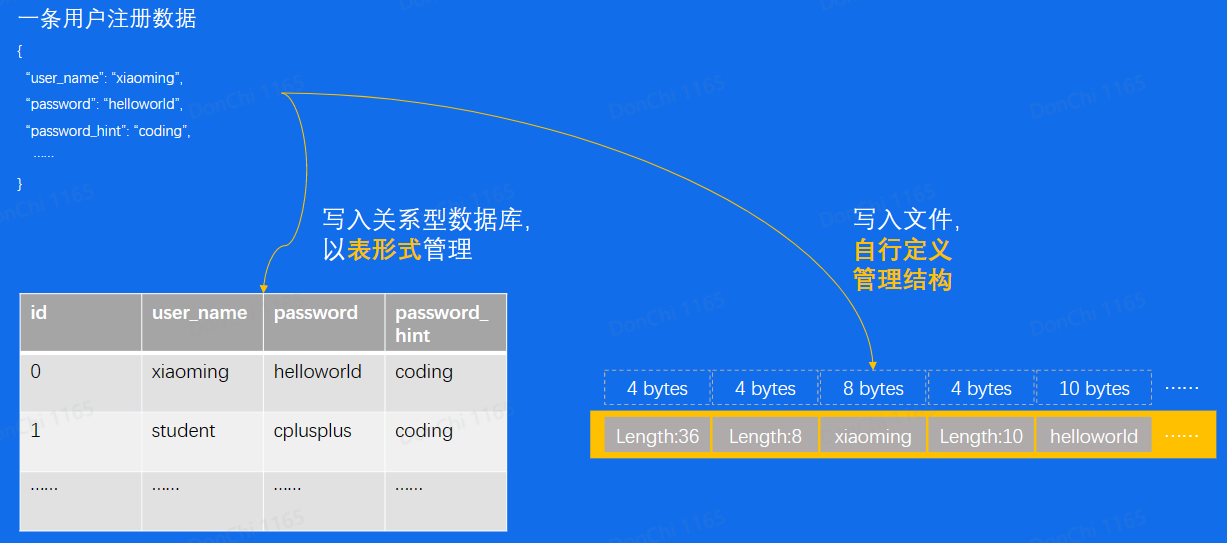 一条用户注册数据
{
“user_name”: “xiaoming”,
“password”: “helloworld”,
“password_hint”: “coding”,
……
}
写入关系型数据库,
以表形式管理
写入文件,
自行定义
管理结构
id user_name password password_
hint
0 xiaoming helloworld coding
1 student cplusplus coding
…… …… …… ……
4 bytes 4 bytes 8 bytes 4 bytes 10 bytes ……
Length:36 Length:8 xiaoming Length:10 helloworld ……
DonChi 1165